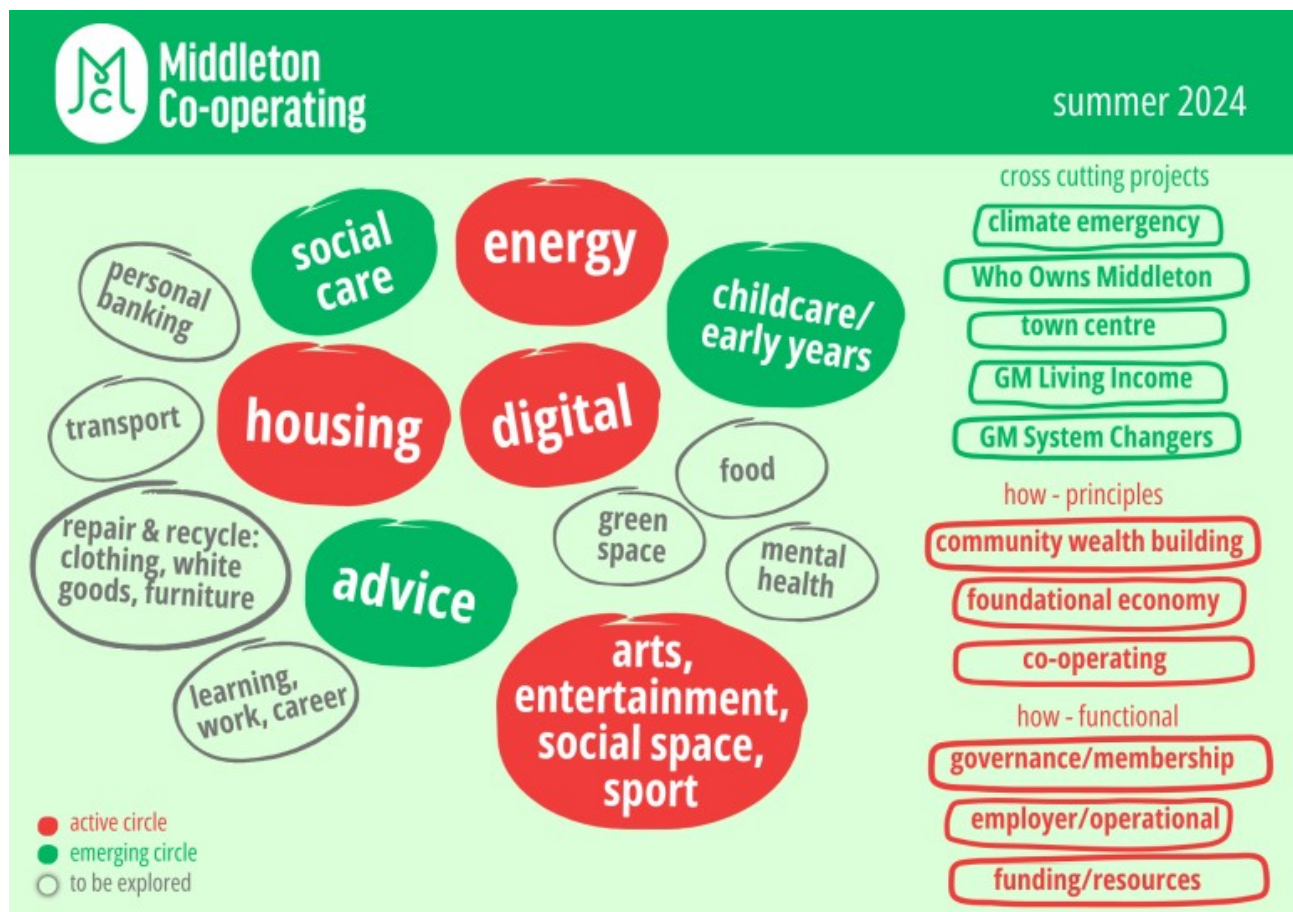 Middleton
Co-operating
summer 2024
social
care
energy
personal
banking
childcare/
early years
housing
digital
transport
food
green
space
mental
health
repair & recycle:
clothing, white
goods, furniture
advice
learning,
work, career
arts,
entertainment,
social space,
sport
active circle
emerging circle
to be explored
cross cutting projects
climate emergency
Who Owns Middleton
town centre
GM Living Income
GM System Changers
how - principles
community wealth building
foundational economy
co-operating
how - functional
governance/membership
employer/operational
funding/resources